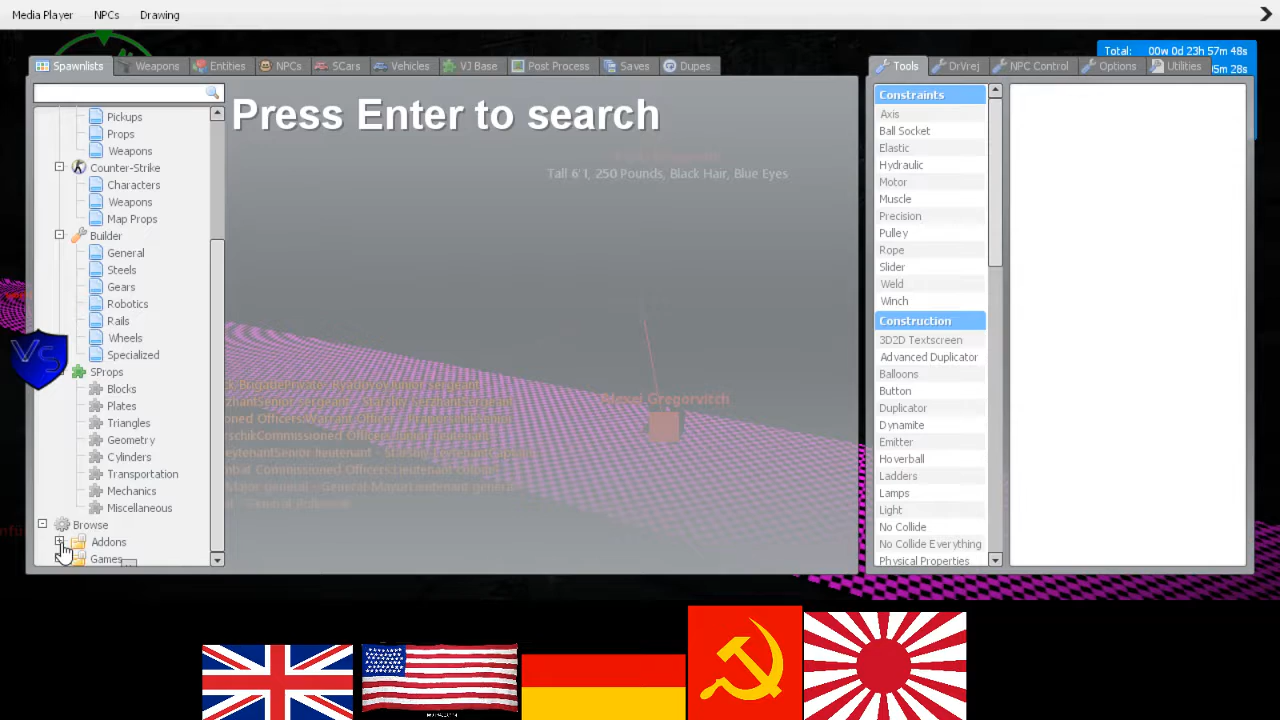 Media Player NPCs Drawing
Total: 00w 0d 23h 57m 48s
5m 28s
Spawnlists Weapons Entities NPCs SCars Vehicles VJ Base Post Process Saves Dupes
Tools DrVrej NPC Control Options Utilities
Press Enter to search
Tall 6'1, 250 Pounds, Black Hair, Blue Eyes
Pickups
Props
Weapons
Counter-Strike
Characters
Weapons
Map Props
Builder
General
Steels
Gears
Robotics
Rails
Wheels
Specialized
SProps
Blocks
Plates
Triangles
Geometry
Cylinders
Transportation
Mechanics
Miscellaneous
Browse
Addons
Games
VS
Alexei Gregorvitch
Constraints
Axis
Ball Socket
Elastic
Hydraulic
Motor
Muscle
Precision
Pulley
Rope
Slider
Weld
Winch
Construction
3D2D Textscreen
Advanced Duplicator
Balloons
Button
Duplicator
Dynamite
Emitter
Hoverball
Ladders
Lamps
Light
No Collide
No Collide Everything
Physical Properties